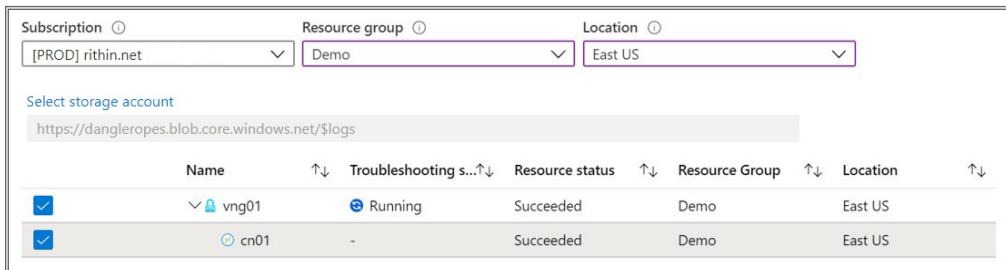 Subscription Resource group Location
[PROD] rithin.net Demo East US
Select storage account
https://dangleropes.blob.core.windows.net/$logs
Name Troubleshooting s... Resource status Resource Group Location
vng01 Running Succeeded Demo East US
cn01 - Succeeded Demo East US